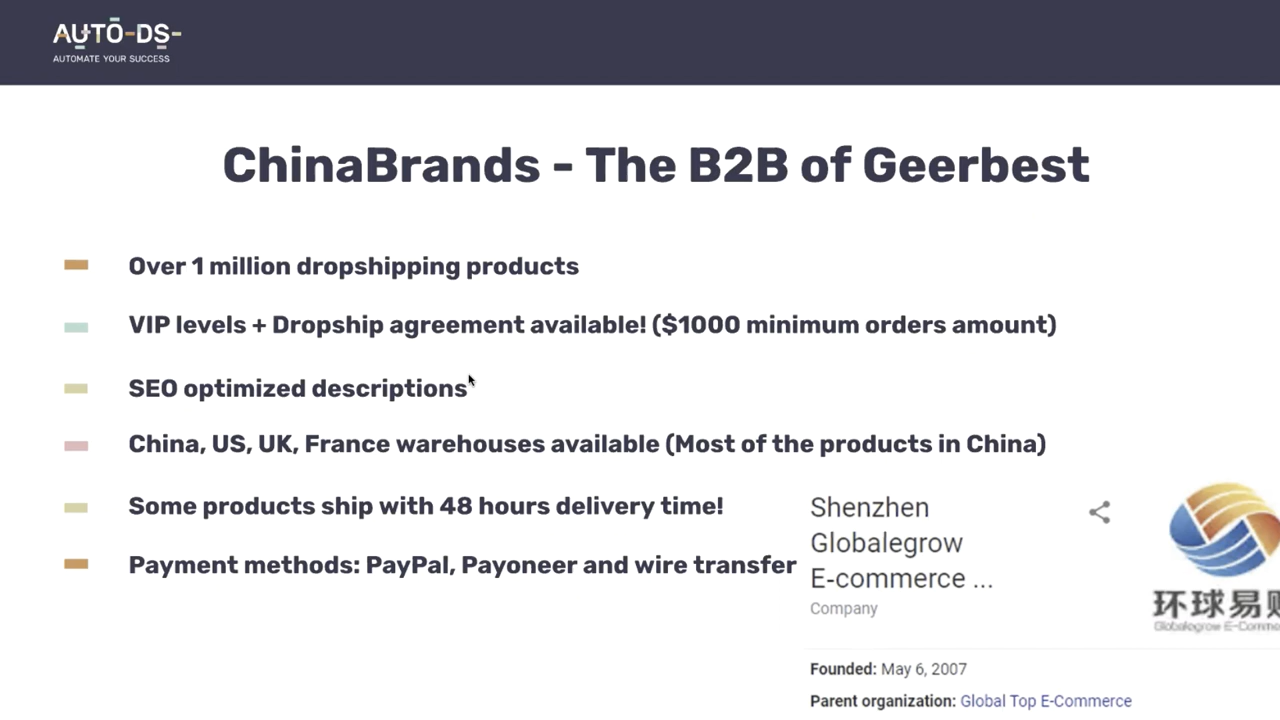 AUTO-DS-
AUTOMATE YOUR SUCCESS
ChinaBrands - The B2B of Geerbest
Over 1 million dropshipping products
VIP levels + Dropship agreement available! ($1000 minimum orders amount)
SEO optimized descriptions
China, US, UK, France warehouses available (Most of the products in China)
Some products ship with 48 hours delivery time!
Payment methods: PayPal, Payoneer and wire transfer
Shenzhen
Globalegrow
E-commerce ...
Company
环球易购
Globalegrow E-Comme
Founded: May 6, 2007
Parent organization: Global Top E-Commerce